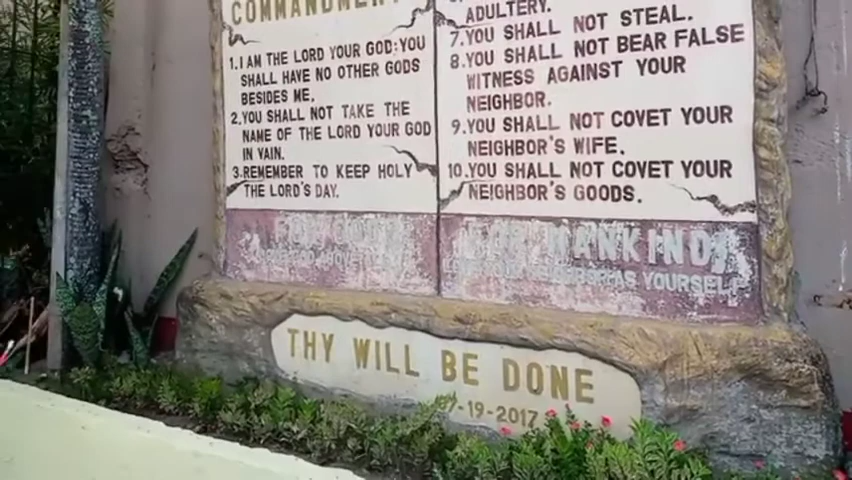 COMMANDMENT
1. I AM THE LORD YOUR GOD: YOU
SHALL HAVE NO OTHER GODS
BESIDES ME.
2. YOU SHALL NOT TAKE THE
NAME OF THE LORD YOUR GOD
IN VAIN.
3. REMEMBER TO KEEP HOLY
THE LORD'S DAY.
ADULTERY.
7. YOU SHALL NOT STEAL.
8. YOU SHALL NOT BEAR FALSE
WITNESS AGAINST YOUR
NEIGHBOR.
9. YOU SHALL NOT COVET YOUR
NEIGHBOR'S WIFE.
10. YOU SHALL NOT COVET YOUR
NEIGHBOR'S GOODS.
FOR MANKIND
AS YOURSELF
THY WILL BE DONE
7-19-2017